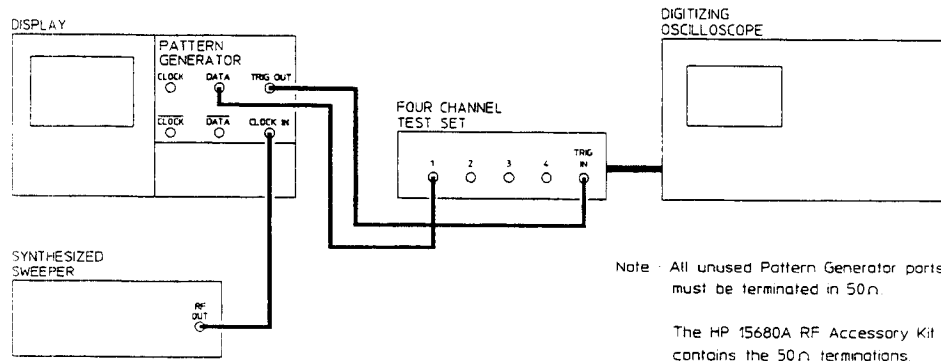 DISPLAY
PATTERN
GENERATOR
CLOCK DATA TRIG OUT
CLOCK DATA CLOCK IN
SYNTHESIZED
SWEEPER
RF
OUT
FOUR CHANNEL
TEST SET
1 2 3 4 TRIG
IN
DIGITIZING
OSCILLOSCOPE
Note : All unused Pattern Generator ports
must be terminated in 50Ω.
The HP 15680A RF Accessory Kit
contains the 50Ω terminations.